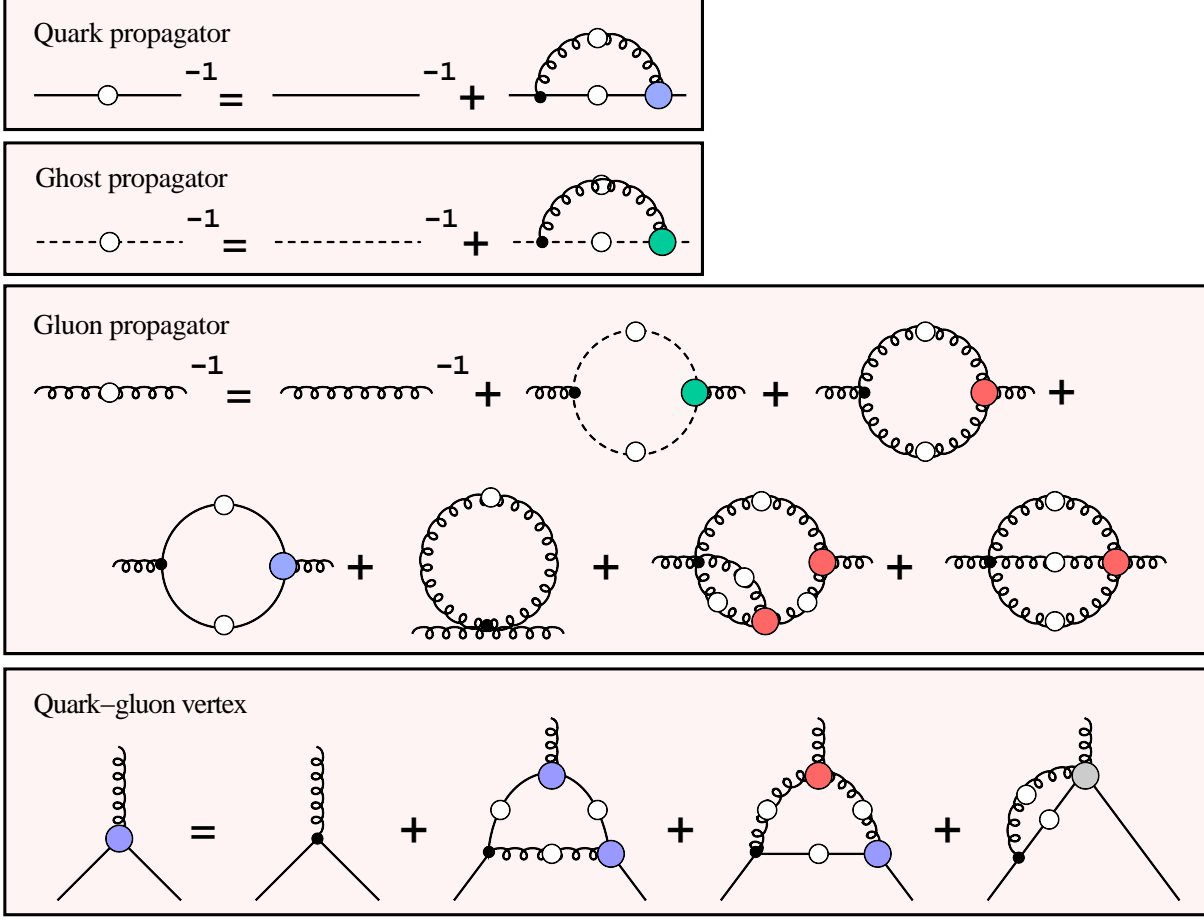 Quark propagator
−1 = −1 +
Ghost propagator
−1 = −1 +
Gluon propagator
−1 = −1 + + +
+ + +
Quark−gluon vertex
= + + +